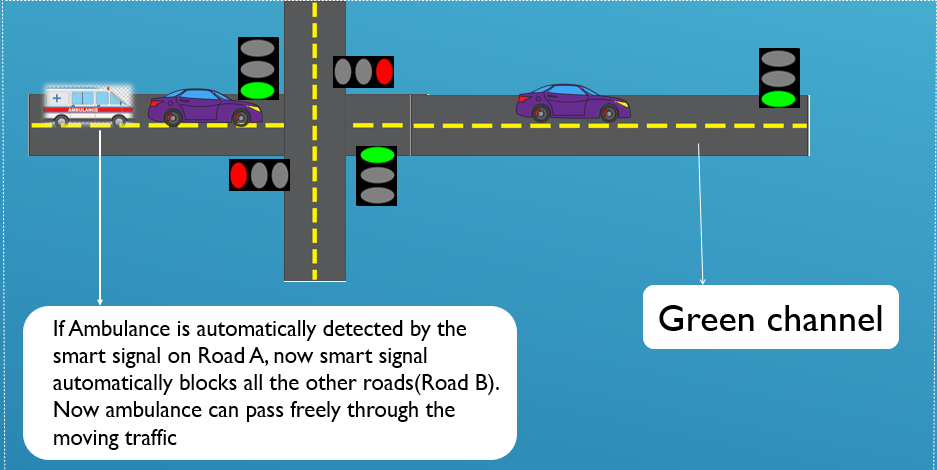 AMBULANCE
If Ambulance is automatically detected by the
smart signal on Road A, now smart signal
automatically blocks all the other roads(Road B).
Now ambulance can pass freely through the
moving traffic
Green channel